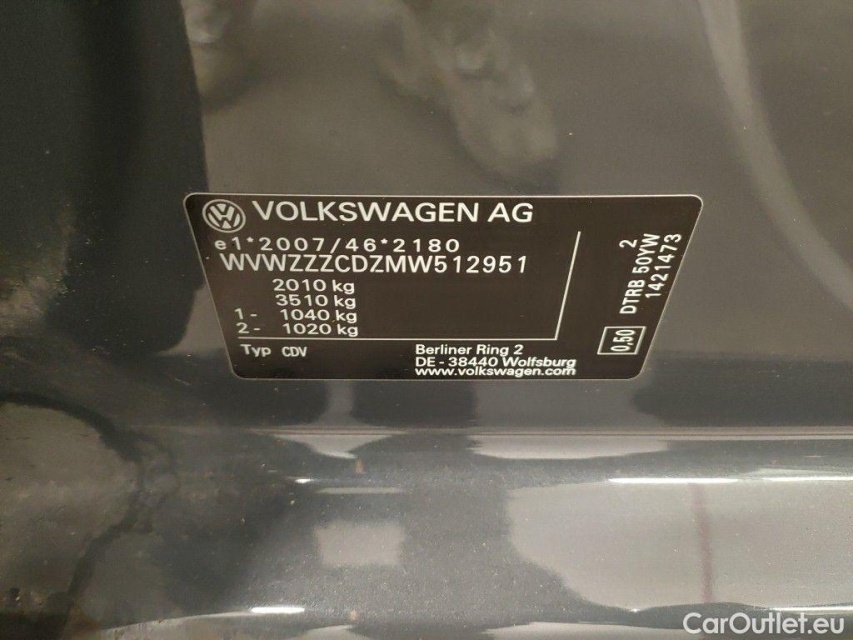 VOLKSWAGEN AG
e1*2007/46*2180
WVWZZZCDZMW512951
2010 kg
3510 kg
1- 1040 kg
2- 1020 kg
Typ CDV
Berliner Ring 2
DE - 38440 Wolfsburg
www.volkswagen.com
2
DTRB 50YW
1421473
0,50
CarOutlet.eu